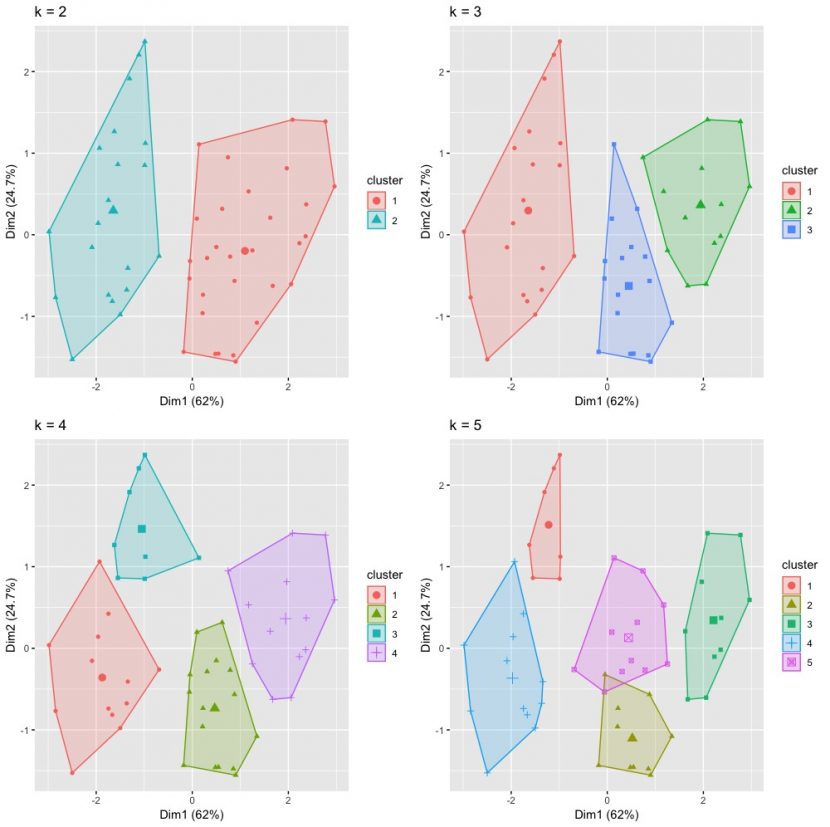 k = 2
k = 3
2
1
0
-1
Dim2 (24.7%)
-2
0
2
Dim1 (62%)
cluster
1
2
2
1
0
-1
Dim2 (24.7%)
-2
0
2
Dim1 (62%)
cluster
1
2
3
k = 4
k = 5
2
1
0
-1
Dim2 (24.7%)
-2
0
2
Dim1 (62%)
cluster
1
2
3
4
2
1
0
-1
Dim2 (24.7%)
-2
0
2
Dim1 (62%)
cluster
1
2
3
4
5